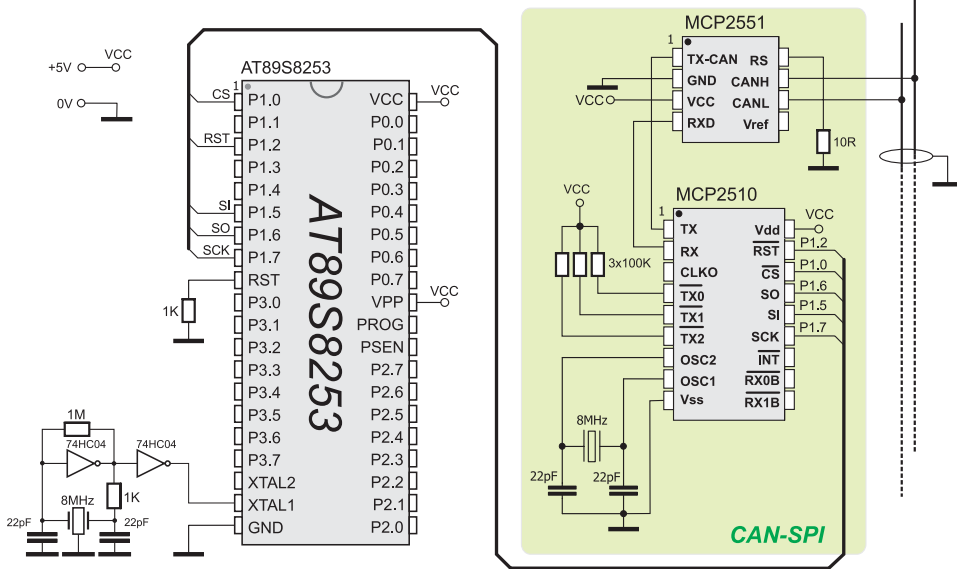 +5V
VCC
0V
AT89S8253
1
CS
P1.0
P1.1
RST
P1.2
P1.3
P1.4
SI
P1.5
SO
P1.6
SCK
P1.7
RST
P3.0
1K
P3.1
P3.2
P3.3
P3.4
P3.5
P3.6
P3.7
XTAL2
XTAL1
GND
AT89S8253
VCC
VCC
P0.0
P0.1
P0.2
P0.3
P0.4
P0.5
P0.6
P0.7
VPP
VCC
PROG
PSEN
P2.7
P2.6
P2.5
P2.4
P2.3
P2.2
P2.1
P2.0
1M
74HC04
74HC04
1K
8MHz
22pF
22pF
MCP2551
1
TX-CAN
RS
GND
CANH
VCC
VCC
CANL
RXD
Vref
10R
MCP2510
VCC
1
TX
Vdd
VCC
RX
RST
P1.2
3x100K
CLKO
CS
P1.0
TX0
SO
P1.6
TX1
SI
P1.5
TX2
SCK
P1.7
OSC2
INT
OSC1
RX0B
Vss
RX1B
8MHz
22pF
22pF
CAN-SPI